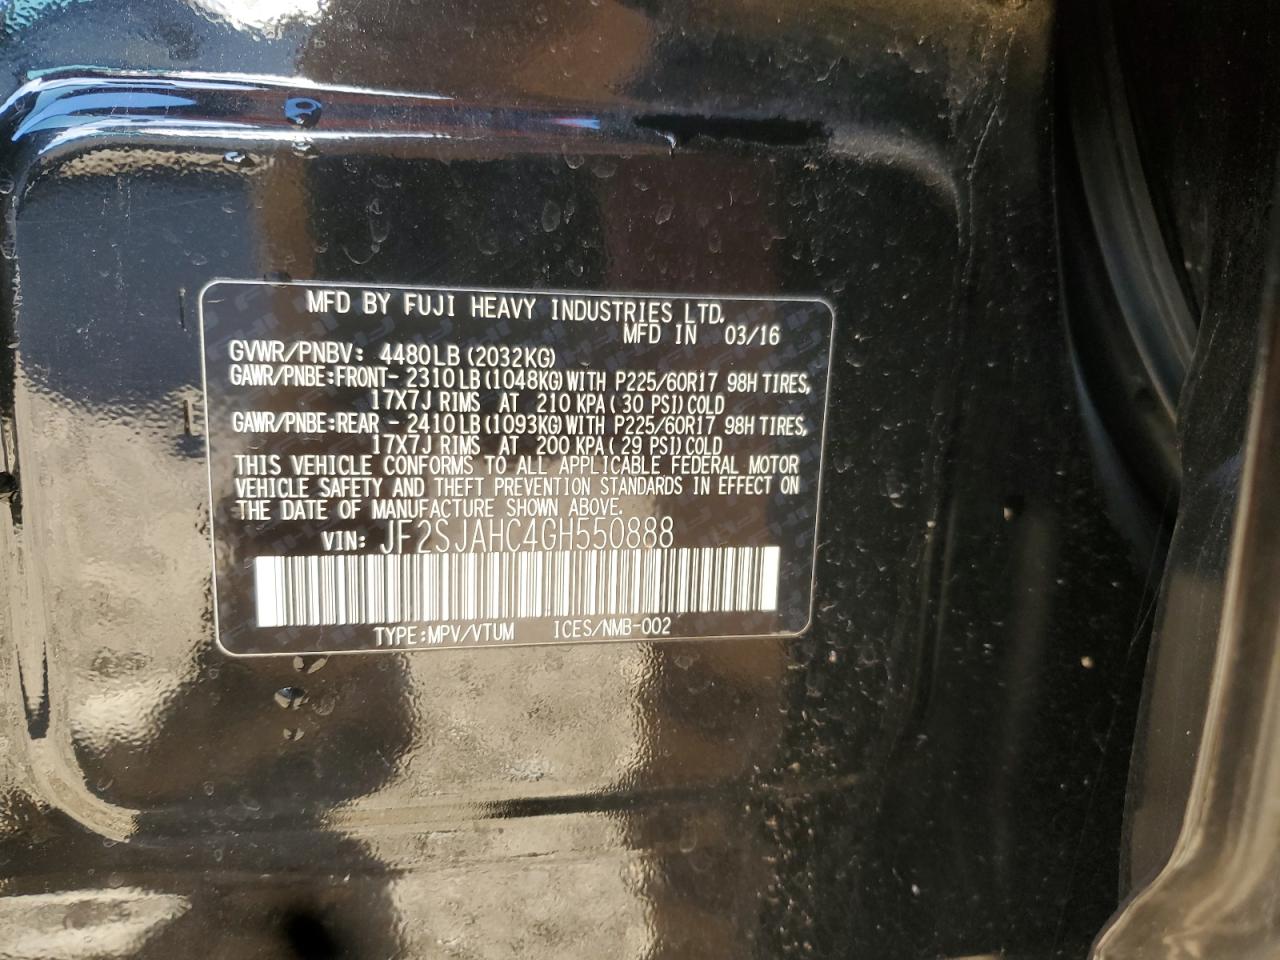 MFD BY FUJI HEAVY INDUSTRIES LTD.
MFD IN 03/16
GVWR/PNBV: 4480LB (2032KG)
GAWR/PNBE:FRONT-2310LB(1048KG)WITH P225/60R17 98H TIRES,
17X7J RIMS AT 210 KPA(30 PSI)COLD
GAWR/PNBE:REAR -2410LB(1093KG)WITH P225/60R17 98H TIRES,
17X7J RIMS AT 200 KPA(29 PSI)COLD
THIS VEHICLE CONFORMS TO ALL APPLICABLE FEDERAL MOTOR
VEHICLE SAFETY AND THEFT PREVENTION STANDARDS IN EFFECT ON
THE DATE OF MANUFACTURE SHOWN ABOVE.
VIN: JF2SJAHC4GH550888
TYPE:MPV/VTUM ICES/NMB-002